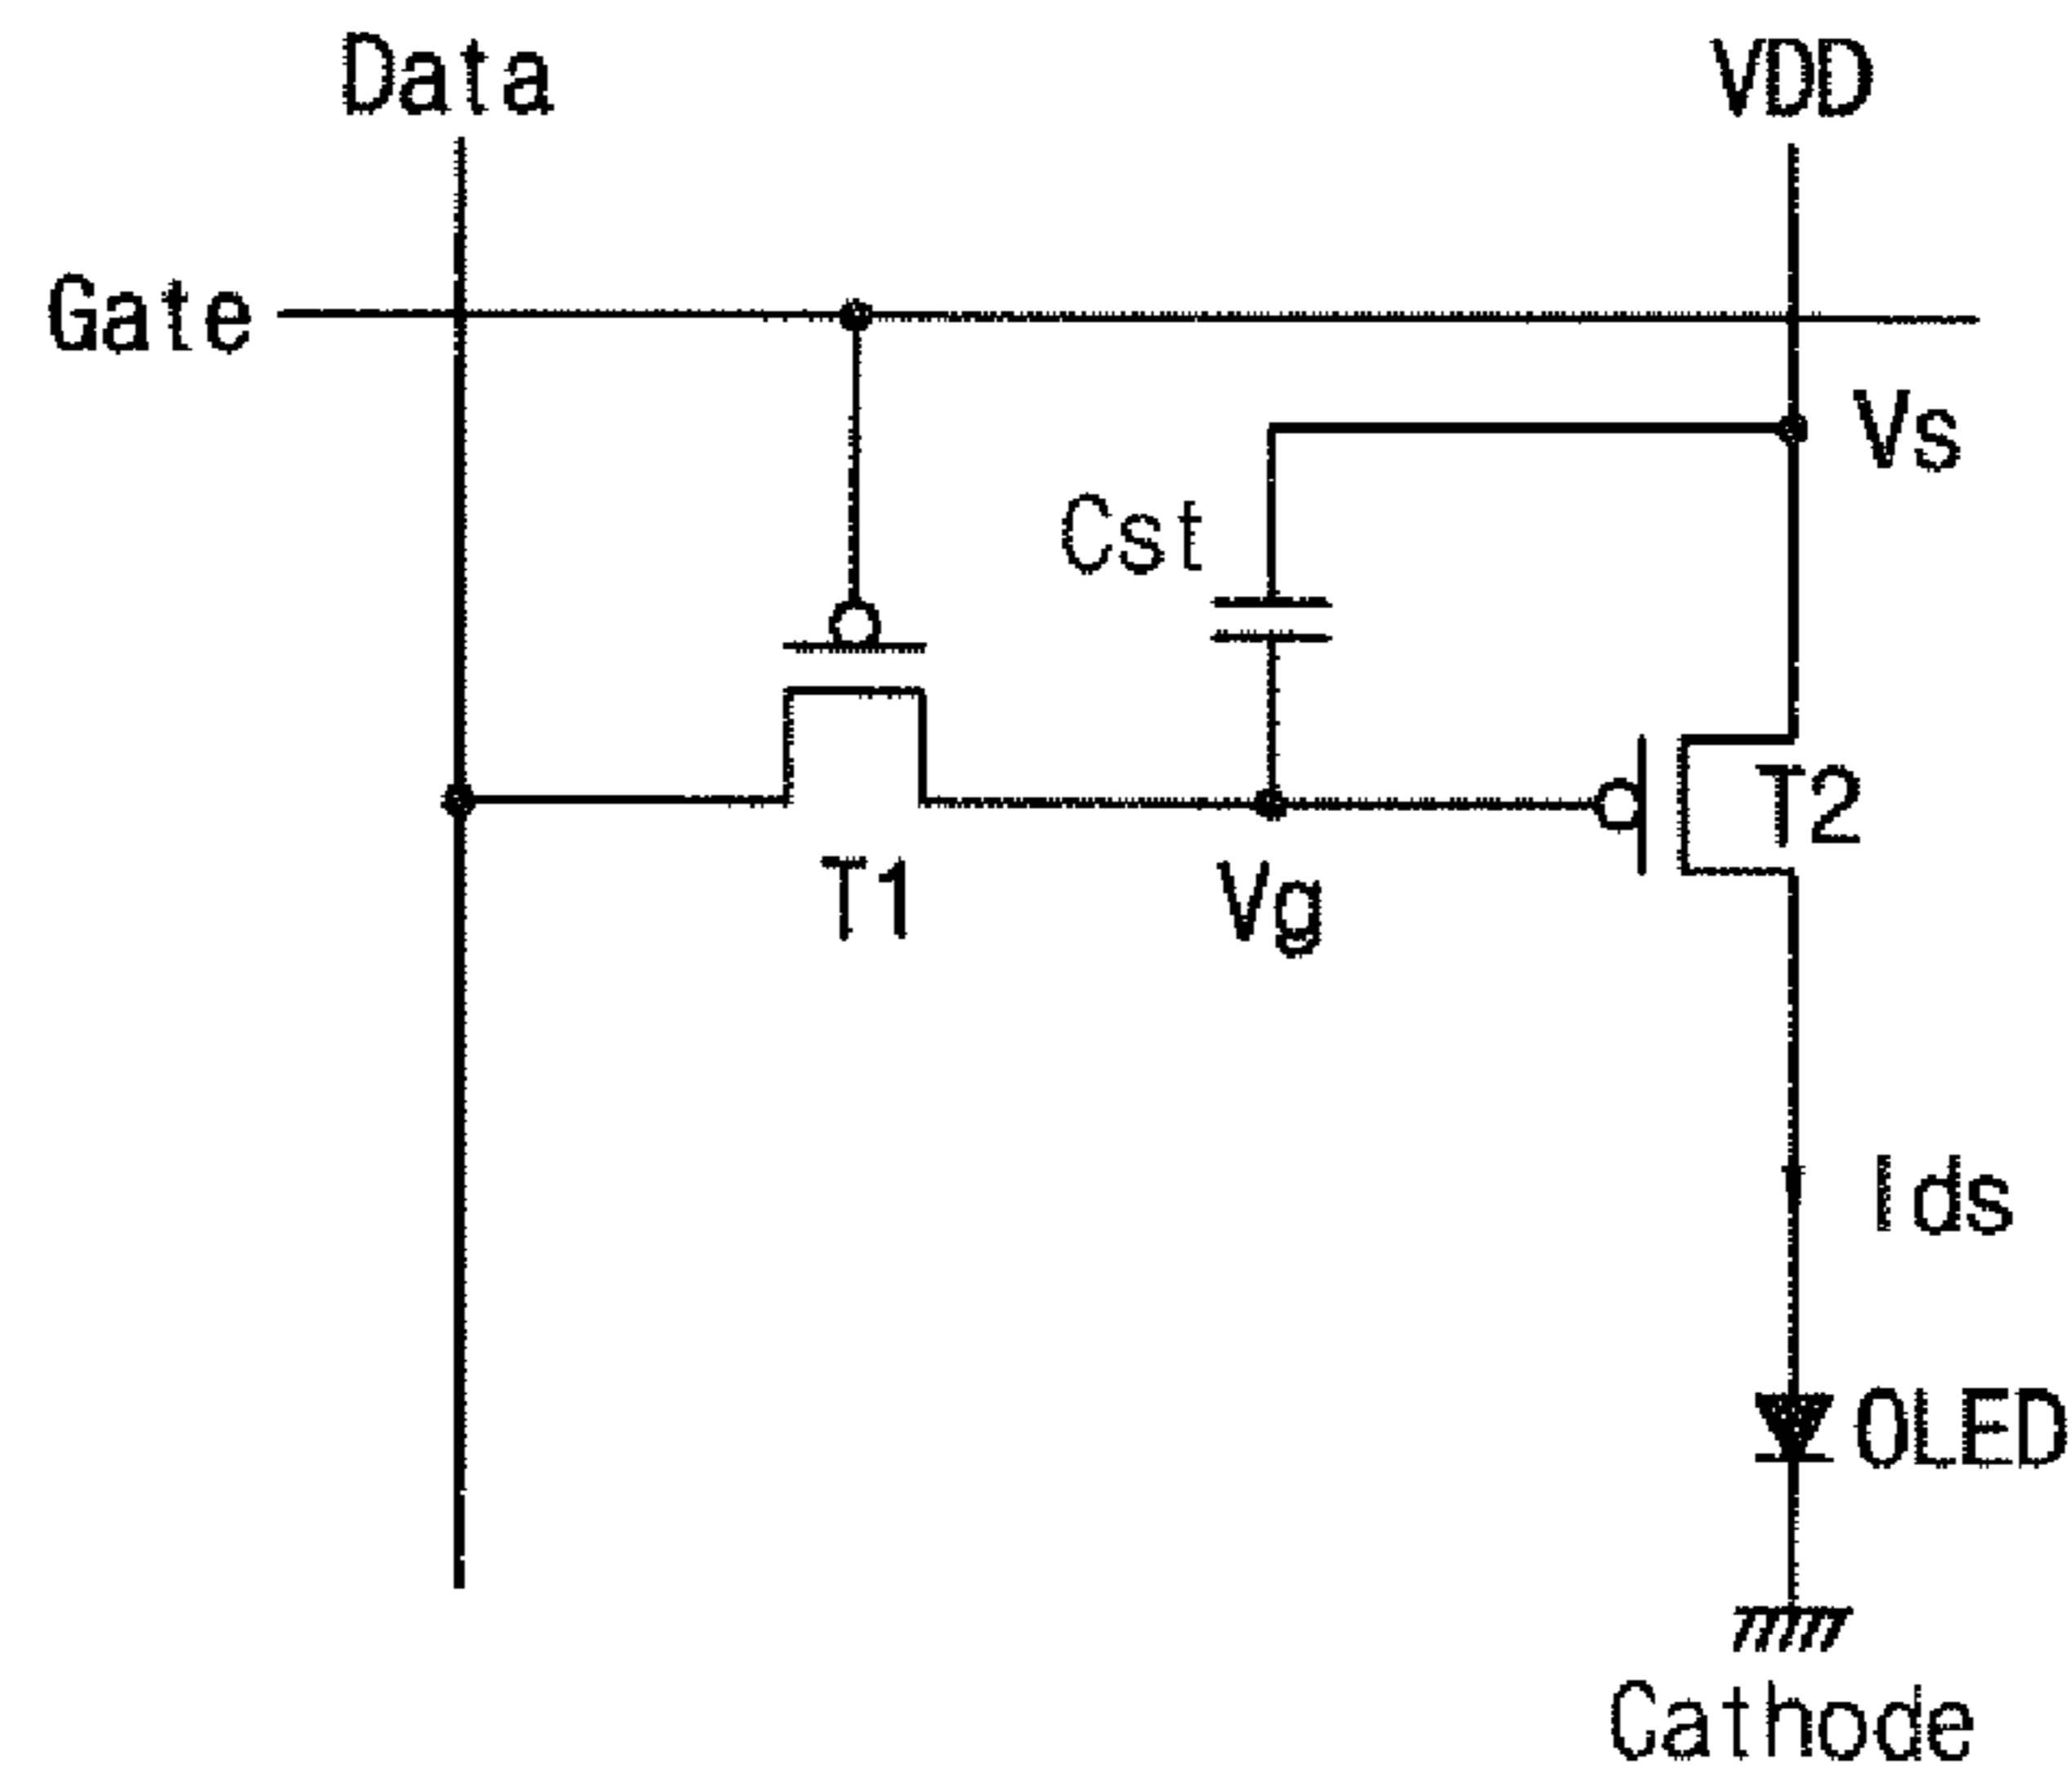 Data
VDD
Gate
Vs
Cst
T2
T1
Vg
Ids
OLED
Cathode